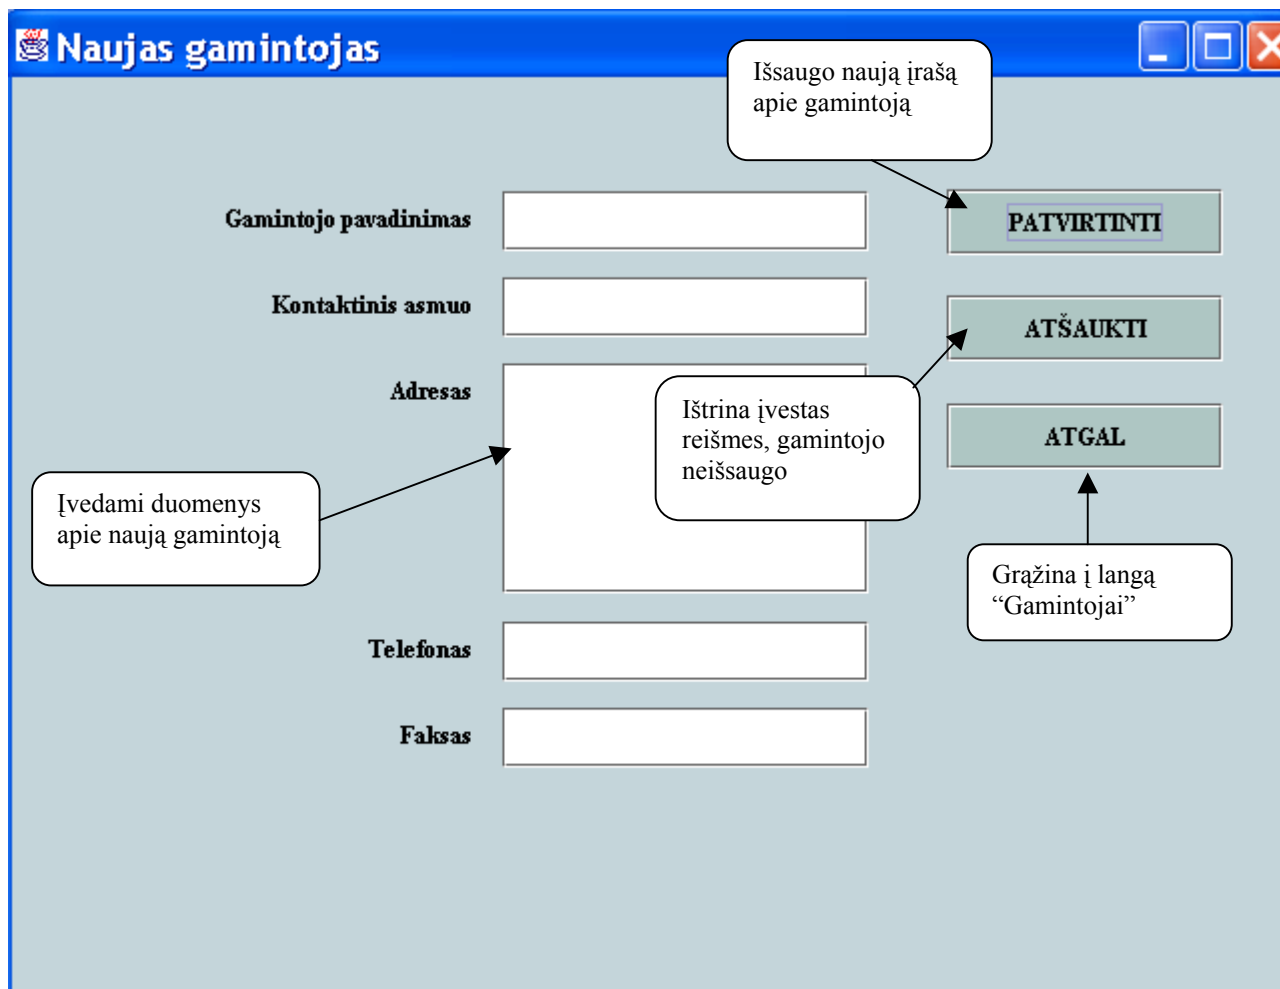 Naujas gamintojas
Išsaugo naują įrašą
apie gamintoją
Gamintojo pavadinimas
PATVIRTINTI
Kontaktinis asmuo
ATŠAUKTI
Adresas
Ištrina įvestas
reišmes, gamintojo
neišsaugo
ATGAL
Įvedami duomenys
apie naują gamintoją
Grąžina į langą
“Gamintojai”
Telefonas
Faksas